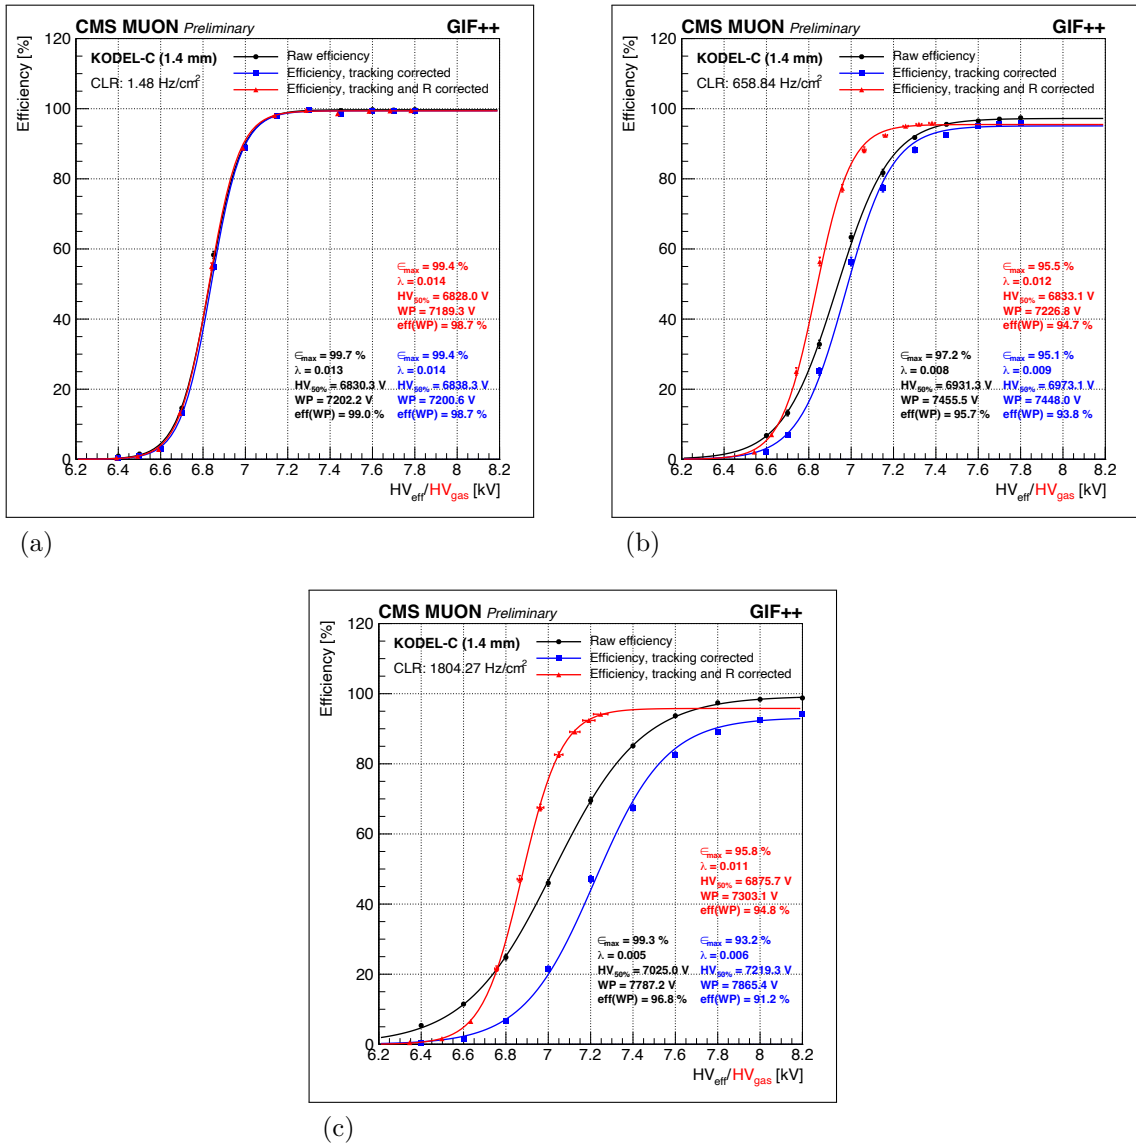 CMS MUON Preliminary GIF++
Efficiency [%]
KODEL-C (1.4 mm)
CLR: 1.48 Hz/cm²
Raw efficiency
Efficiency, tracking corrected
Efficiency, tracking and R corrected
120
100
80
60
40
20
0
∈max = 99.4 %
λ = 0.014
HV50% = 6828.0 V
WP = 7189.3 V
eff(WP) = 98.7 %
∈max = 99.7 %
λ = 0.013
HV50% = 6830.3 V
WP = 7202.2 V
eff(WP) = 99.0 %
∈max = 99.4 %
λ = 0.014
HV50% = 6838.3 V
WP = 7200.6 V
eff(WP) = 98.7 %
6.2 6.4 6.6 6.8 7 7.2 7.4 7.6 7.8 8 8.2
HVeff/HVgas [kV]
(a)
CMS MUON Preliminary GIF++
Efficiency [%]
KODEL-C (1.4 mm)
CLR: 658.84 Hz/cm²
Raw efficiency
Efficiency, tracking corrected
Efficiency, tracking and R corrected
120
100
80
60
40
20
0
∈max = 95.5 %
λ = 0.012
HV50% = 6833.1 V
WP = 7226.8 V
eff(WP) = 94.7 %
∈max = 97.2 %
λ = 0.008
HV50% = 6931.3 V
WP = 7455.5 V
eff(WP) = 95.7 %
∈max = 95.1 %
λ = 0.009
HV50% = 6973.1 V
WP = 7448.0 V
eff(WP) = 93.8 %
6.2 6.4 6.6 6.8 7 7.2 7.4 7.6 7.8 8 8.2
HVeff/HVgas [kV]
(b)
CMS MUON Preliminary GIF++
Efficiency [%]
KODEL-C (1.4 mm)
CLR: 1804.27 Hz/cm²
Raw efficiency
Efficiency, tracking corrected
Efficiency, tracking and R corrected
120
100
80
60
40
20
0
∈max = 95.8 %
λ = 0.011
HV50% = 6875.7 V
WP = 7303.1 V
eff(WP) = 94.8 %
∈max = 99.3 %
λ = 0.005
HV50% = 7025.0 V
WP = 7787.2 V
eff(WP) = 96.8 %
∈max = 93.2 %
λ = 0.006
HV50% = 7219.3 V
WP = 7865.4 V
eff(WP) = 91.2 %
6.2 6.4 6.6 6.8 7 7.2 7.4 7.6 7.8 8 8.2
HVeff/HVgas [kV]
(c)